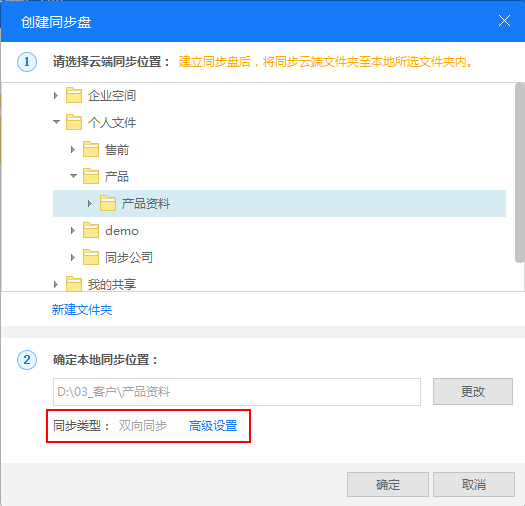 创建同步盘
1 请选择云端同步位置： 建立同步盘后，将同步云端文件夹至本地所选文件夹内。
企业空间
个人文件
售前
产品
产品资料
demo
同步公司
我的共享
新建文件夹
2 确定本地同步位置：
D:\03_客户\产品资料 更改
同步类型： 双向同步 高级设置
确定 取消